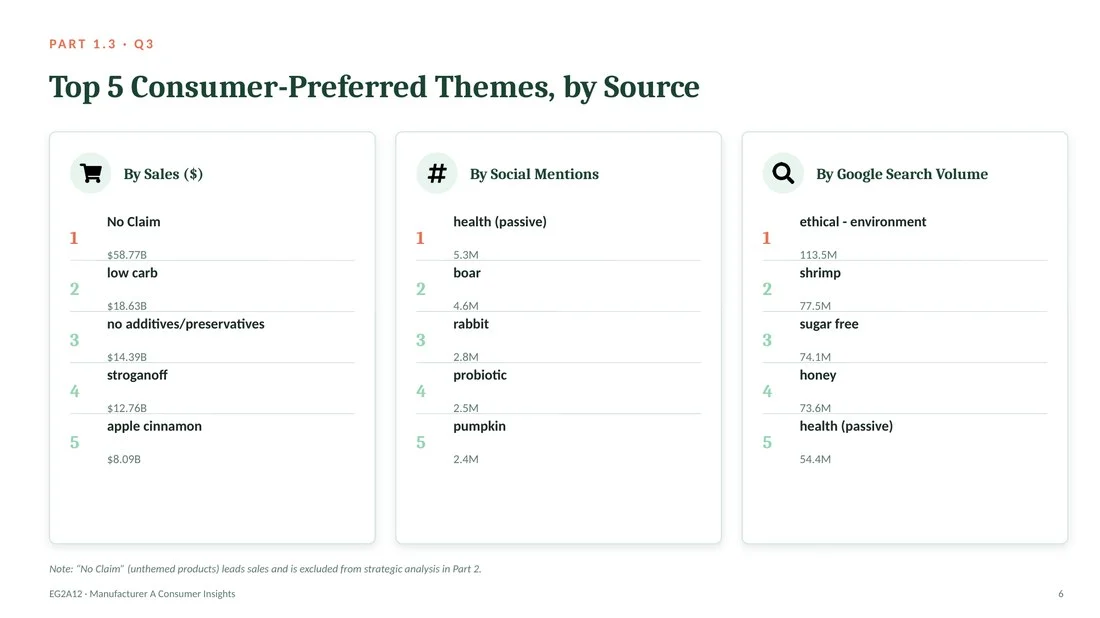 PART 1.3 · Q3
Top 5 Consumer-Preferred Themes, by Source
By Sales ($)
1
No Claim
$58.77B
2
low carb
$18.63B
3
no additives/preservatives
$14.39B
4
stroganoff
$12.76B
5
apple cinnamon
$8.09B
By Social Mentions
1
health (passive)
5.3M
2
boar
4.6M
3
rabbit
2.8M
4
probiotic
2.5M
5
pumpkin
2.4M
By Google Search Volume
1
ethical - environment
113.5M
2
shrimp
77.5M
3
sugar free
74.1M
4
honey
73.6M
5
health (passive)
54.4M
Note: "No Claim" (unthemed products) leads sales and is excluded from strategic analysis in Part 2.
EG2A12 · Manufacturer A Consumer Insights
6